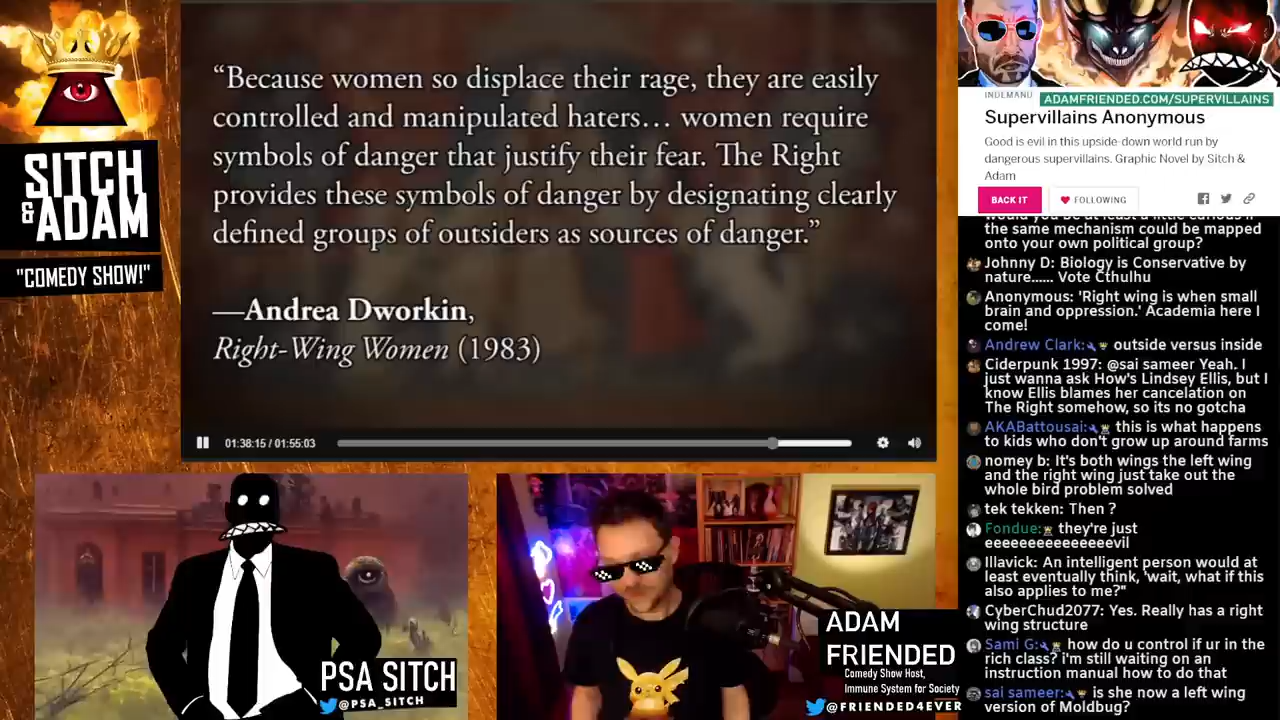 SITCH
& ADAM
"COMEDY SHOW!"
“Because women so displace their rage, they are easily
controlled and manipulated haters… women require
symbols of danger that justify their fear. The Right
provides these symbols of danger by designating clearly
defined groups of outsiders as sources of danger.”
—Andrea Dworkin,
Right-Wing Women (1983)
01:38:15 / 01:55:03
PSA SITCH
@PSA_SITCH
ADAM
FRIENDED
Comedy Show Host,
Immune System for Society
@FRIENDED4EVER
INDEMAND
ADAMFRIENDED.COM/SUPERVILLAINS
Supervillains Anonymous
Good is evil in this upside-down world run by
dangerous supervillains. Graphic Novel by Sitch &
Adam
BACK IT
FOLLOWING
would you be at least a little curious if
the same mechanism could be mapped
onto your own political group?
Johnny D: Biology is Conservative by
nature...... Vote Cthulhu
Anonymous: 'Right wing is when small
brain and oppression.' Academia here I
come!
Andrew Clark: outside versus inside
Ciderpunk 1997: @sai sameer Yeah. I
just wanna ask How's Lindsey Ellis, but I
know Ellis blames her cancelation on
The Right somehow, so its no gotcha
AKABattousai: this is what happens
to kids who don't grow up around farms
nomey b: It's both wings the left wing
and the right wing just take out the
whole bird problem solved
tek tekken: Then ?
Fondue: they're just
eeeeeeeeeeeeeevil
Illavick: An intelligent person would at
least eventually think, 'wait, what if this
also applies to me?"
CyberChud2077: Yes. Really has a right
wing structure
Sami G: how do u control if ur in the
rich class? i'm still waiting on an
instruction manual how to do that
sai sameer: is she now a left wing
version of Moldbug?